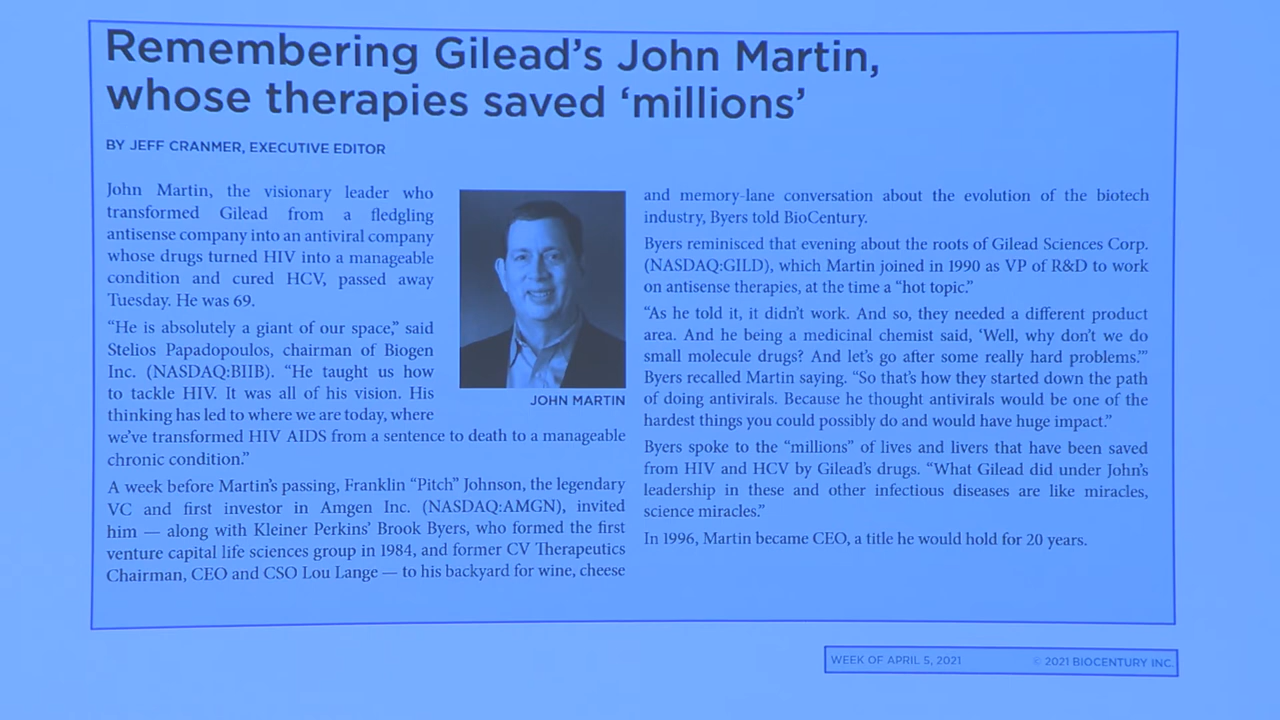 Remembering Gilead's John Martin,
whose therapies saved 'millions'
BY JEFF CRANMER, EXECUTIVE EDITOR
John Martin, the visionary leader who
transformed Gilead from a fledgling
antisense company into an antiviral company
whose drugs turned HIV into a manageable
condition and cured HCV, passed away
Tuesday. He was 69.
“He is absolutely a giant of our space,” said
Stelios Papadopoulos, chairman of Biogen
Inc. (NASDAQ:BIIB). “He taught us how
to tackle HIV. It was all of his vision. His
thinking has led to where we are today, where
we've transformed HIV AIDS from a sentence to death to a manageable
chronic condition.”
A week before Martin's passing, Franklin “Pitch” Johnson, the legendary
VC and first investor in Amgen Inc. (NASDAQ:AMGN), invited
him — along with Kleiner Perkins' Brook Byers, who formed the first
venture capital life sciences group in 1984, and former CV Therapeutics
Chairman, CEO and CSO Lou Lange — to his backyard for wine, cheese
JOHN MARTIN
and memory-lane conversation about the evolution of the biotech
industry, Byers told BioCentury.
Byers reminisced that evening about the roots of Gilead Sciences Corp.
(NASDAQ:GILD), which Martin joined in 1990 as VP of R&D to work
on antisense therapies, at the time a “hot topic.”
“As he told it, it didn't work. And so, they needed a different product
area. And he being a medicinal chemist said, 'Well, why don't we do
small molecule drugs? And let's go after some really hard problems.'”
Byers recalled Martin saying. “So that's how they started down the path
of doing antivirals. Because he thought antivirals would be one of the
hardest things you could possibly do and would have huge impact.”
Byers spoke to the “millions” of lives and livers that have been saved
from HIV and HCV by Gilead's drugs. “What Gilead did under John's
leadership in these and other infectious diseases are like miracles,
science miracles.”
In 1996, Martin became CEO, a title he would hold for 20 years.
WEEK OF APRIL 5, 2021 © 2021 BIOCENTURY INC.